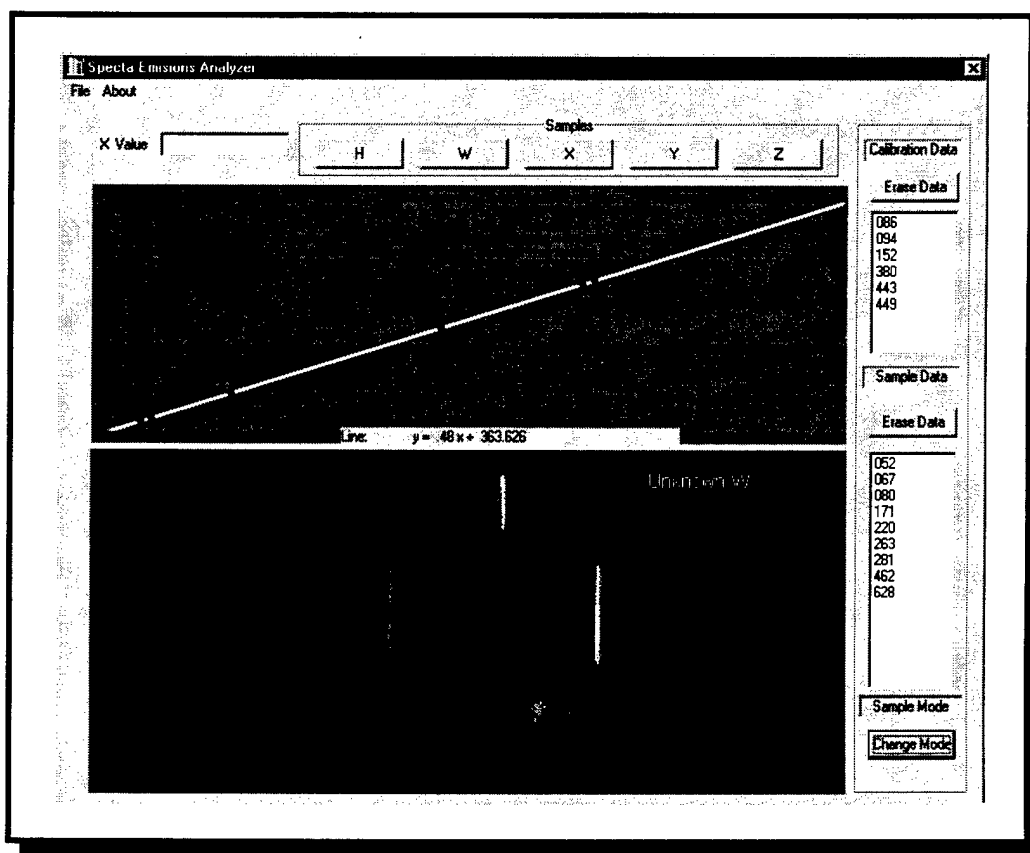 Specta Emisions Analyzer
File About
X Value
Samples
H W X Y Z
Calibration Data
Erase Data
086
094
152
380
443
449
Line: y = .48 x + 363.626
Sample Data
Erase Data
Unknown W
052
067
080
171
220
263
281
462
628
Sample Mode
Change Mode